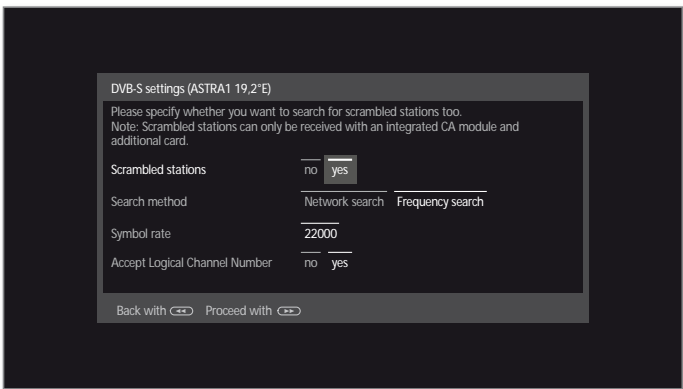 DVB-S settings (ASTRA1 19,2°E)
Please specify whether you want to search for scrambled stations too.
Note: Scrambled stations can only be received with an integrated CA module and
additional card.
Scrambled stations no yes
Search method Network search Frequency search
Symbol rate 22000
Accept Logical Channel Number no yes
Back with ◄◄ Proceed with ►►